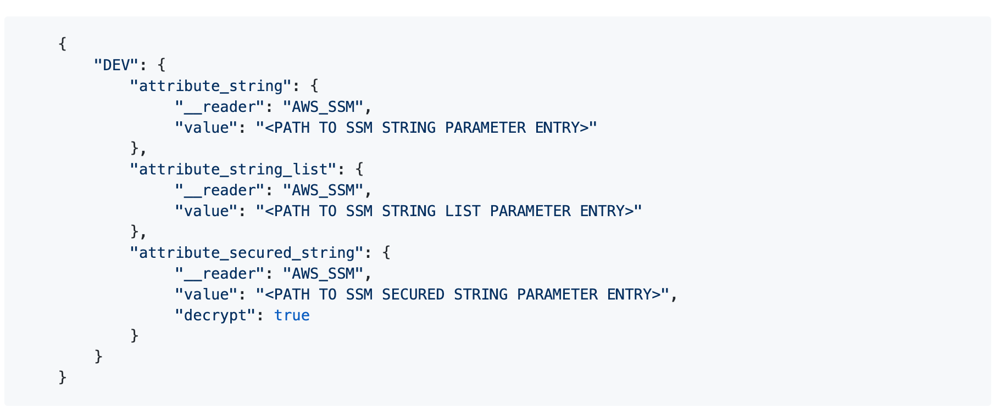 {
    "DEV": {
        "attribute_string": {
             "__reader": "AWS_SSM",
             "value": "<PATH TO SSM STRING PARAMETER ENTRY>"
        },
        "attribute_string_list": {
             "__reader": "AWS_SSM",
             "value": "<PATH TO SSM STRING LIST PARAMETER ENTRY>"
        },
        "attribute_secured_string": {
             "__reader": "AWS_SSM",
             "value": "<PATH TO SSM SECURED STRING PARAMETER ENTRY>",
             "decrypt": true
        }
    }
}